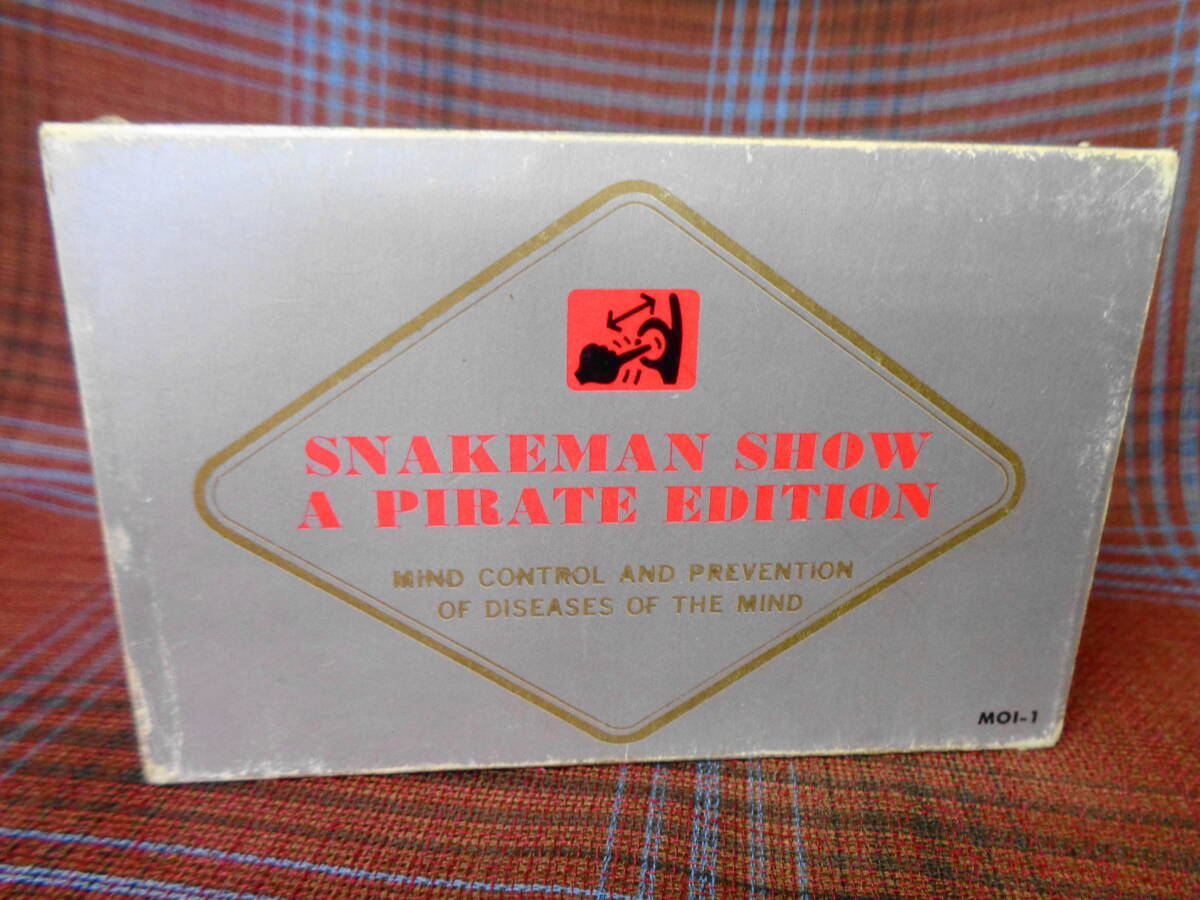 SNAKEMAN SHOW
A PIRATE EDITION
MIND CONTROL AND PREVENTION
OF DISEASES OF THE MIND
MOI-1